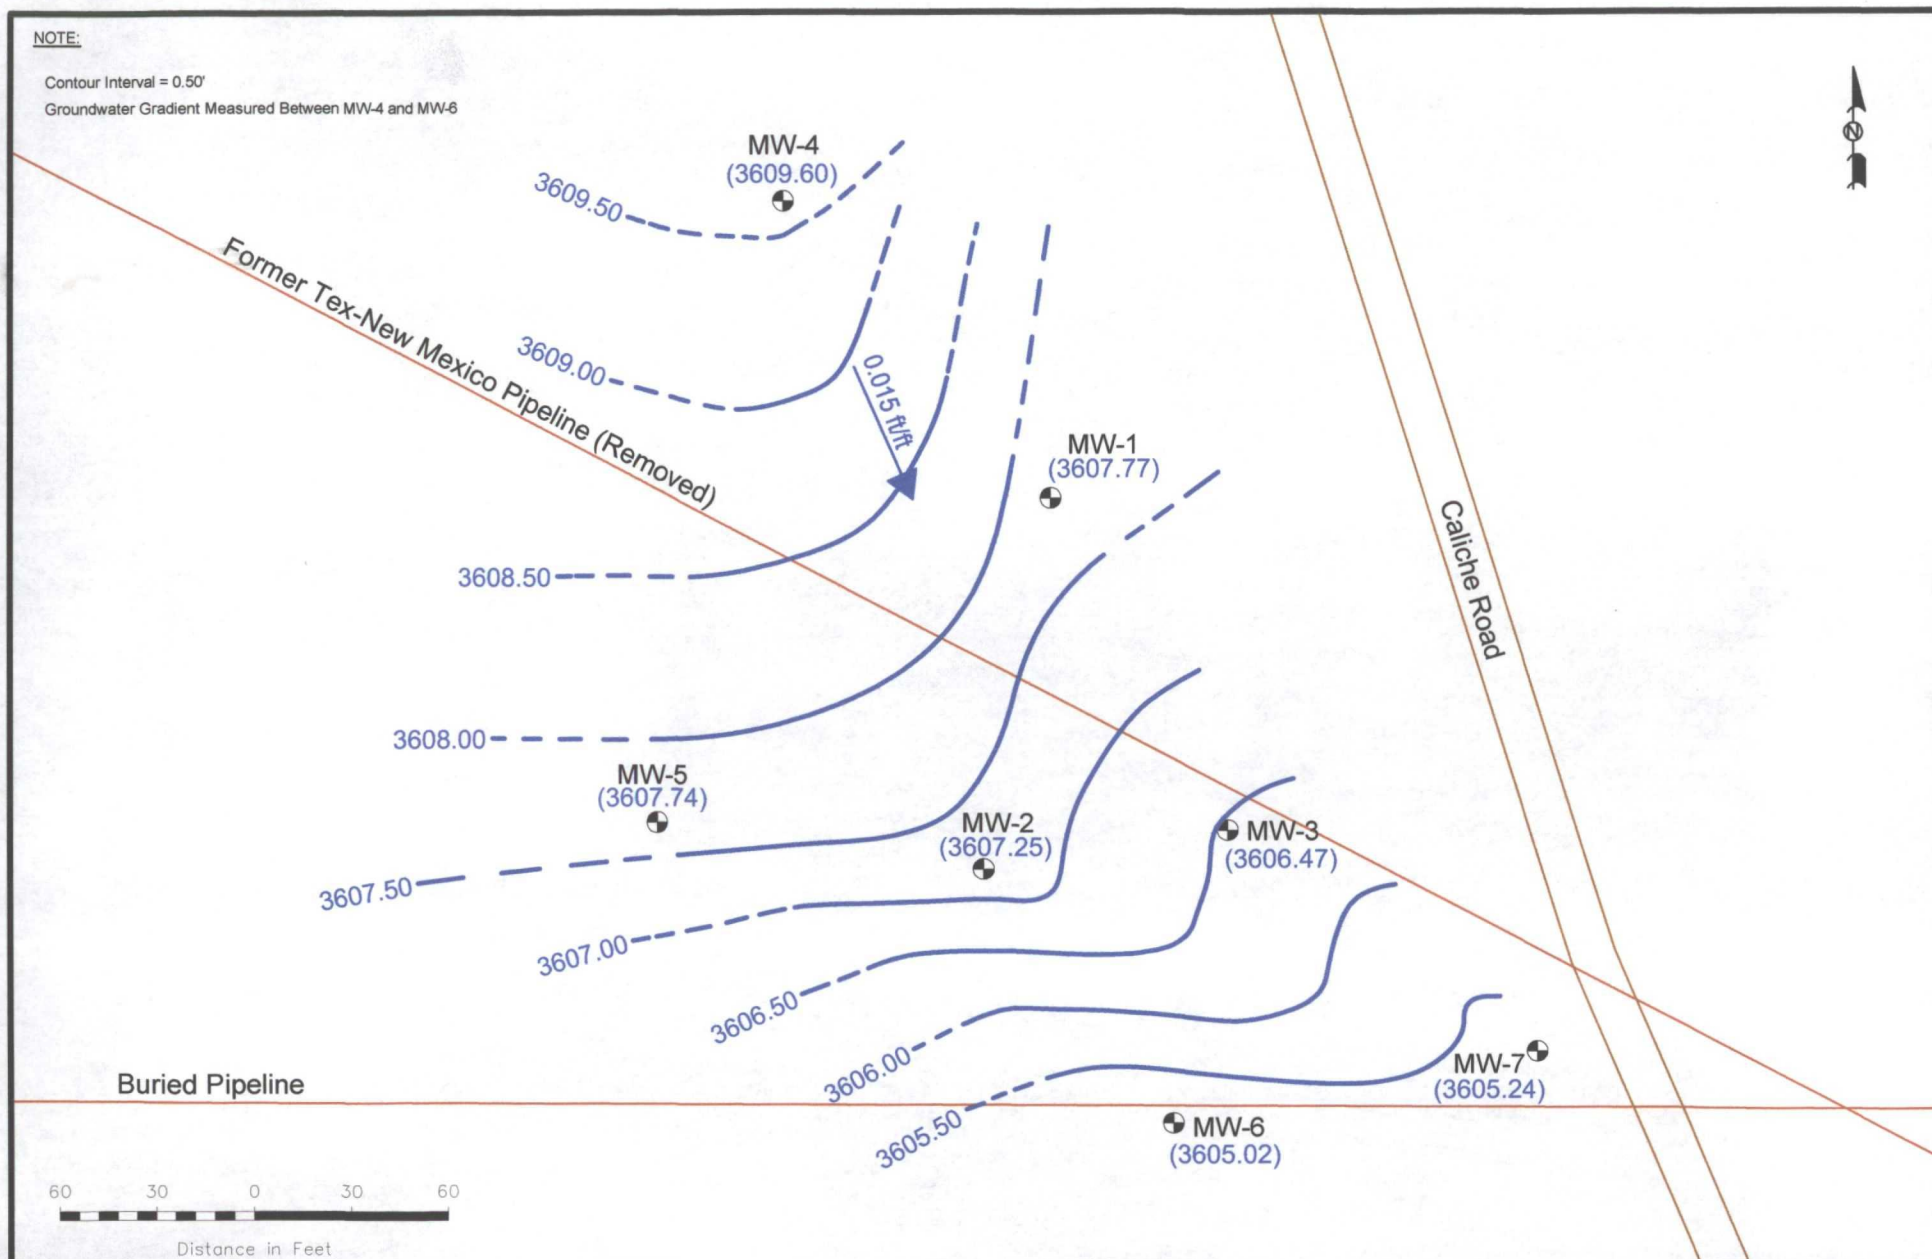 NOTE:
Contour Interval = 0.50'
Groundwater Gradient Measured Between MW-4 and MW-6
N
MW-4
(3609.60)
3609.50
Former Tex-New Mexico Pipeline (Removed)
3609.00
0.015 ft/ft
MW-1
(3607.77)
Caliche Road
3608.50
3608.00
MW-5
(3607.74)
MW-2
(3607.25)
MW-3
(3606.47)
3607.50
3607.00
3606.50
3606.00
MW-7
(3605.24)
Buried Pipeline
3605.50
MW-6
(3605.02)
60 30 0 30 60
Distance in Feet